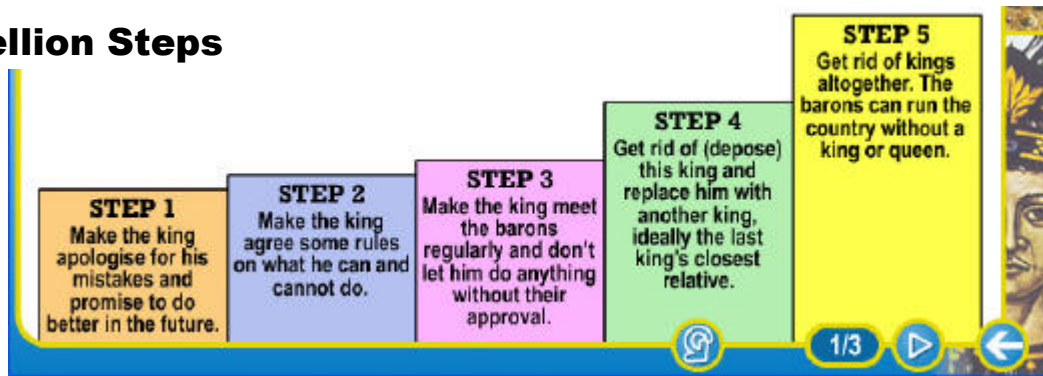 ellion Steps
STEP 1
Make the king
apologise for his
mistakes and
promise to do
better in the future.
STEP 2
Make the king
agree some rules
on what he can and
cannot do.
STEP 3
Make the king meet
the barons
regularly and don't
let him do anything
without their
approval.
STEP 4
Get rid of (depose)
this king and
replace him with
another king,
ideally the last
king's closest
relative.
STEP 5
Get rid of kings
altogether. The
barons can run the
country without a
king or queen.
1/3